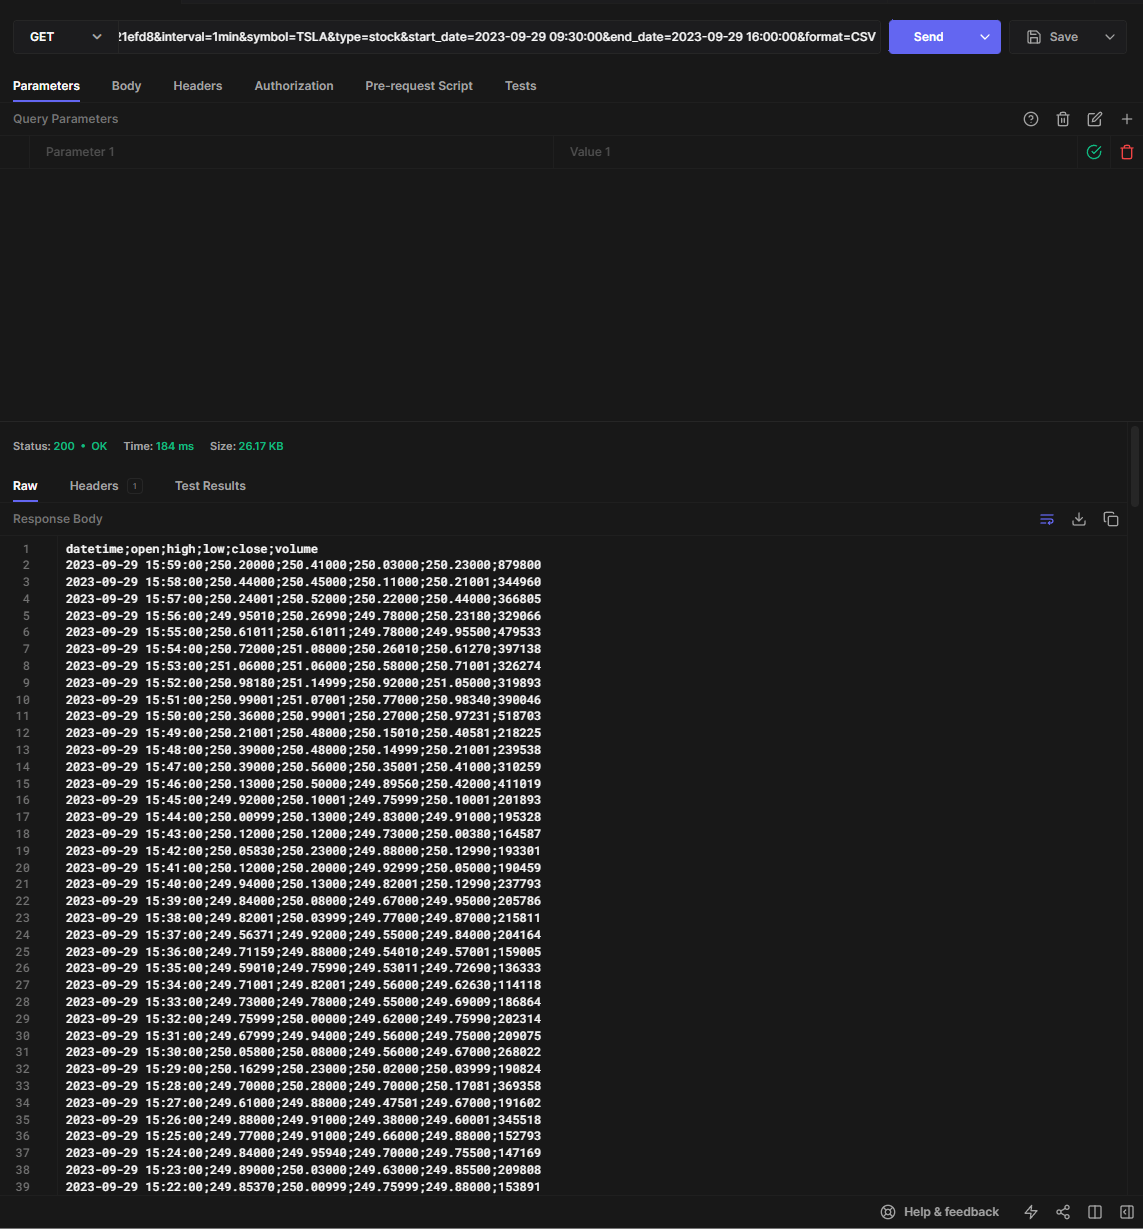 GET
21efd8&interval=1min&symbol=TSLA&type=stock&start_date=2023-09-29 09:30:00&end_date=2023-09-29 16:00:00&format=CSV
Send
Save
Parameters Body Headers Authorization Pre-request Script Tests
Query Parameters
Parameter 1 Value 1
Status: 200 • OK Time: 184 ms Size: 26.17 KB
Raw Headers 1 Test Results
Response Body
1 datetime;open;high;low;close;volume
2 2023-09-29 15:59:00;250.20000;250.41000;250.03000;250.23000;879800
3 2023-09-29 15:58:00;250.44000;250.45000;250.11000;250.21001;344960
4 2023-09-29 15:57:00;250.24001;250.52000;250.22000;250.44000;366805
5 2023-09-29 15:56:00;249.95010;250.26990;249.78000;250.23180;329066
6 2023-09-29 15:55:00;250.61011;250.61011;249.78000;249.95500;479533
7 2023-09-29 15:54:00;250.72000;251.08000;250.26010;250.61270;397138
8 2023-09-29 15:53:00;251.06000;251.06000;250.58000;250.71001;326274
9 2023-09-29 15:52:00;250.98180;251.14999;250.92000;251.05000;319893
10 2023-09-29 15:51:00;250.99001;251.07001;250.77000;250.98340;390046
11 2023-09-29 15:50:00;250.36000;250.99001;250.27000;250.97231;518703
12 2023-09-29 15:49:00;250.21001;250.48000;250.15010;250.40581;218225
13 2023-09-29 15:48:00;250.39000;250.48000;250.14999;250.21001;239538
14 2023-09-29 15:47:00;250.39000;250.56000;250.35001;250.41000;310259
15 2023-09-29 15:46:00;250.13000;250.50000;249.89560;250.42000;411019
16 2023-09-29 15:45:00;249.92000;250.10001;249.75999;250.10001;201893
17 2023-09-29 15:44:00;250.00999;250.13000;249.83000;249.91000;195328
18 2023-09-29 15:43:00;250.12000;250.12000;249.73000;250.00380;164587
19 2023-09-29 15:42:00;250.05830;250.23000;249.88000;250.12990;193301
20 2023-09-29 15:41:00;250.12000;250.20000;249.92999;250.05000;190459
21 2023-09-29 15:40:00;249.94000;250.13000;249.82001;250.12990;237793
22 2023-09-29 15:39:00;249.84000;250.08000;249.67000;249.95000;205786
23 2023-09-29 15:38:00;249.82001;250.03999;249.77000;249.87000;215811
24 2023-09-29 15:37:00;249.56371;249.92000;249.55000;249.84000;204164
25 2023-09-29 15:36:00;249.71159;249.88000;249.54010;249.57001;159005
26 2023-09-29 15:35:00;249.59010;249.75990;249.53011;249.72690;136333
27 2023-09-29 15:34:00;249.71001;249.82001;249.56000;249.62630;114118
28 2023-09-29 15:33:00;249.73000;249.78000;249.55000;249.69009;186864
29 2023-09-29 15:32:00;249.75999;250.00000;249.62000;249.75990;202314
30 2023-09-29 15:31:00;249.67999;249.94000;249.56000;249.75000;209075
31 2023-09-29 15:30:00;250.05800;250.08000;249.56000;249.67000;268022
32 2023-09-29 15:29:00;250.16299;250.23000;250.02000;250.03999;190824
33 2023-09-29 15:28:00;249.70000;250.28000;249.70000;250.17081;369358
34 2023-09-29 15:27:00;249.61000;249.88000;249.47501;249.67000;191602
35 2023-09-29 15:26:00;249.88000;249.91000;249.38000;249.60001;345518
36 2023-09-29 15:25:00;249.77000;249.91000;249.66000;249.88000;152793
37 2023-09-29 15:24:00;249.84000;249.95940;249.70000;249.75500;147169
38 2023-09-29 15:23:00;249.89000;250.03000;249.63000;249.85500;209808
39 2023-09-29 15:22:00;249.85370;250.00999;249.75999;249.88000;153891
Help & feedback